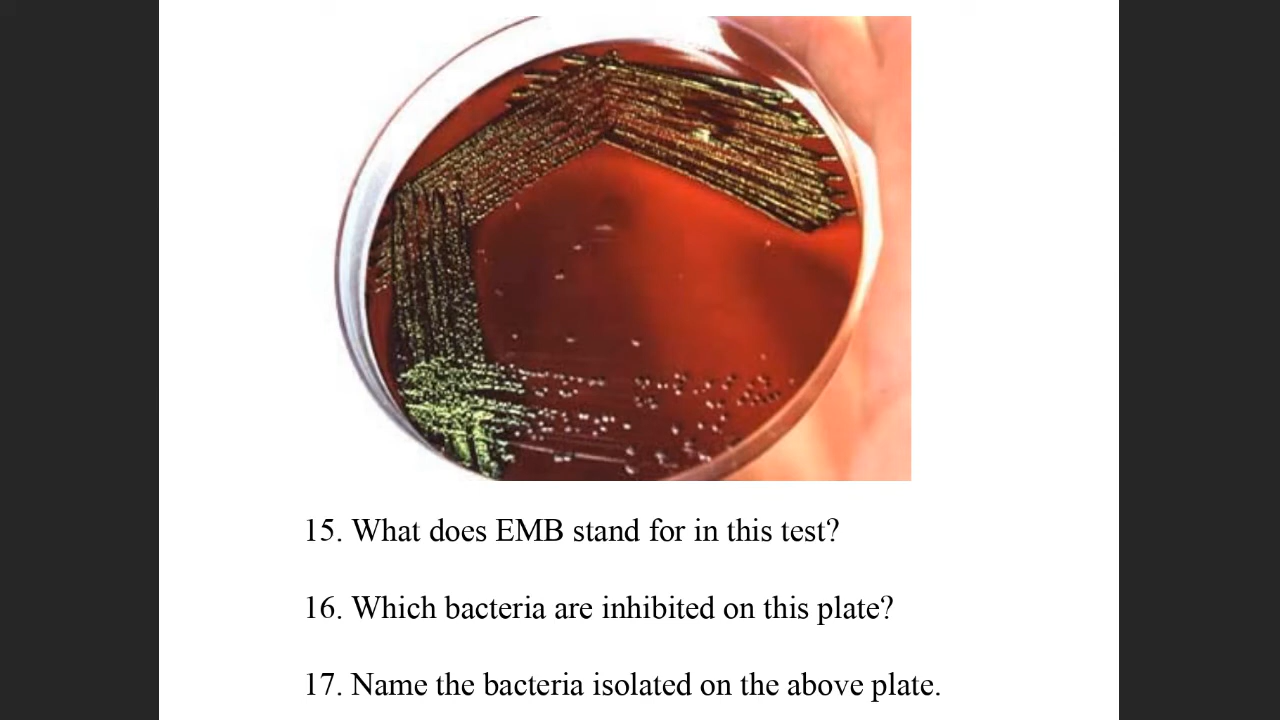 15. What does EMB stand for in this test?
16. Which bacteria are inhibited on this plate?
17. Name the bacteria isolated on the above plate.